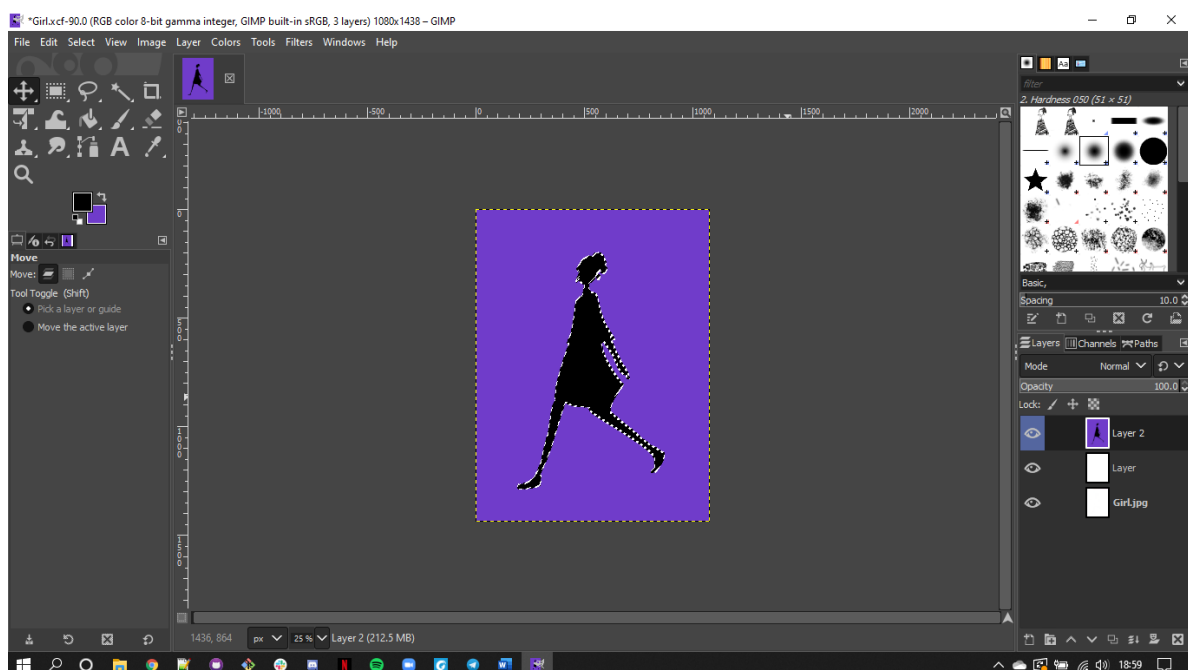 *Girl.xcf-90.0 (RGB color 8-bit gamma integer, GIMP built-in sRGB, 3 layers) 1080x1438 – GIMP
File Edit Select View Image Layer Colors Tools Filters Windows Help
-1000 -500 0 500 1000 1500 2000
filter
2. Hardness 050 (51 × 51)
Move
Move:
Tool Toggle (Shift)
Pick a layer or guide
Move the active layer
0
500
1000
1500
Basic,
Spacing 10.0
Layers Channels Paths
Mode Normal
Opacity 100.0
Lock:
Layer 2
Layer
Girl.jpg
1436, 864 px 25 % Layer 2 (212.5 MB)
18:59